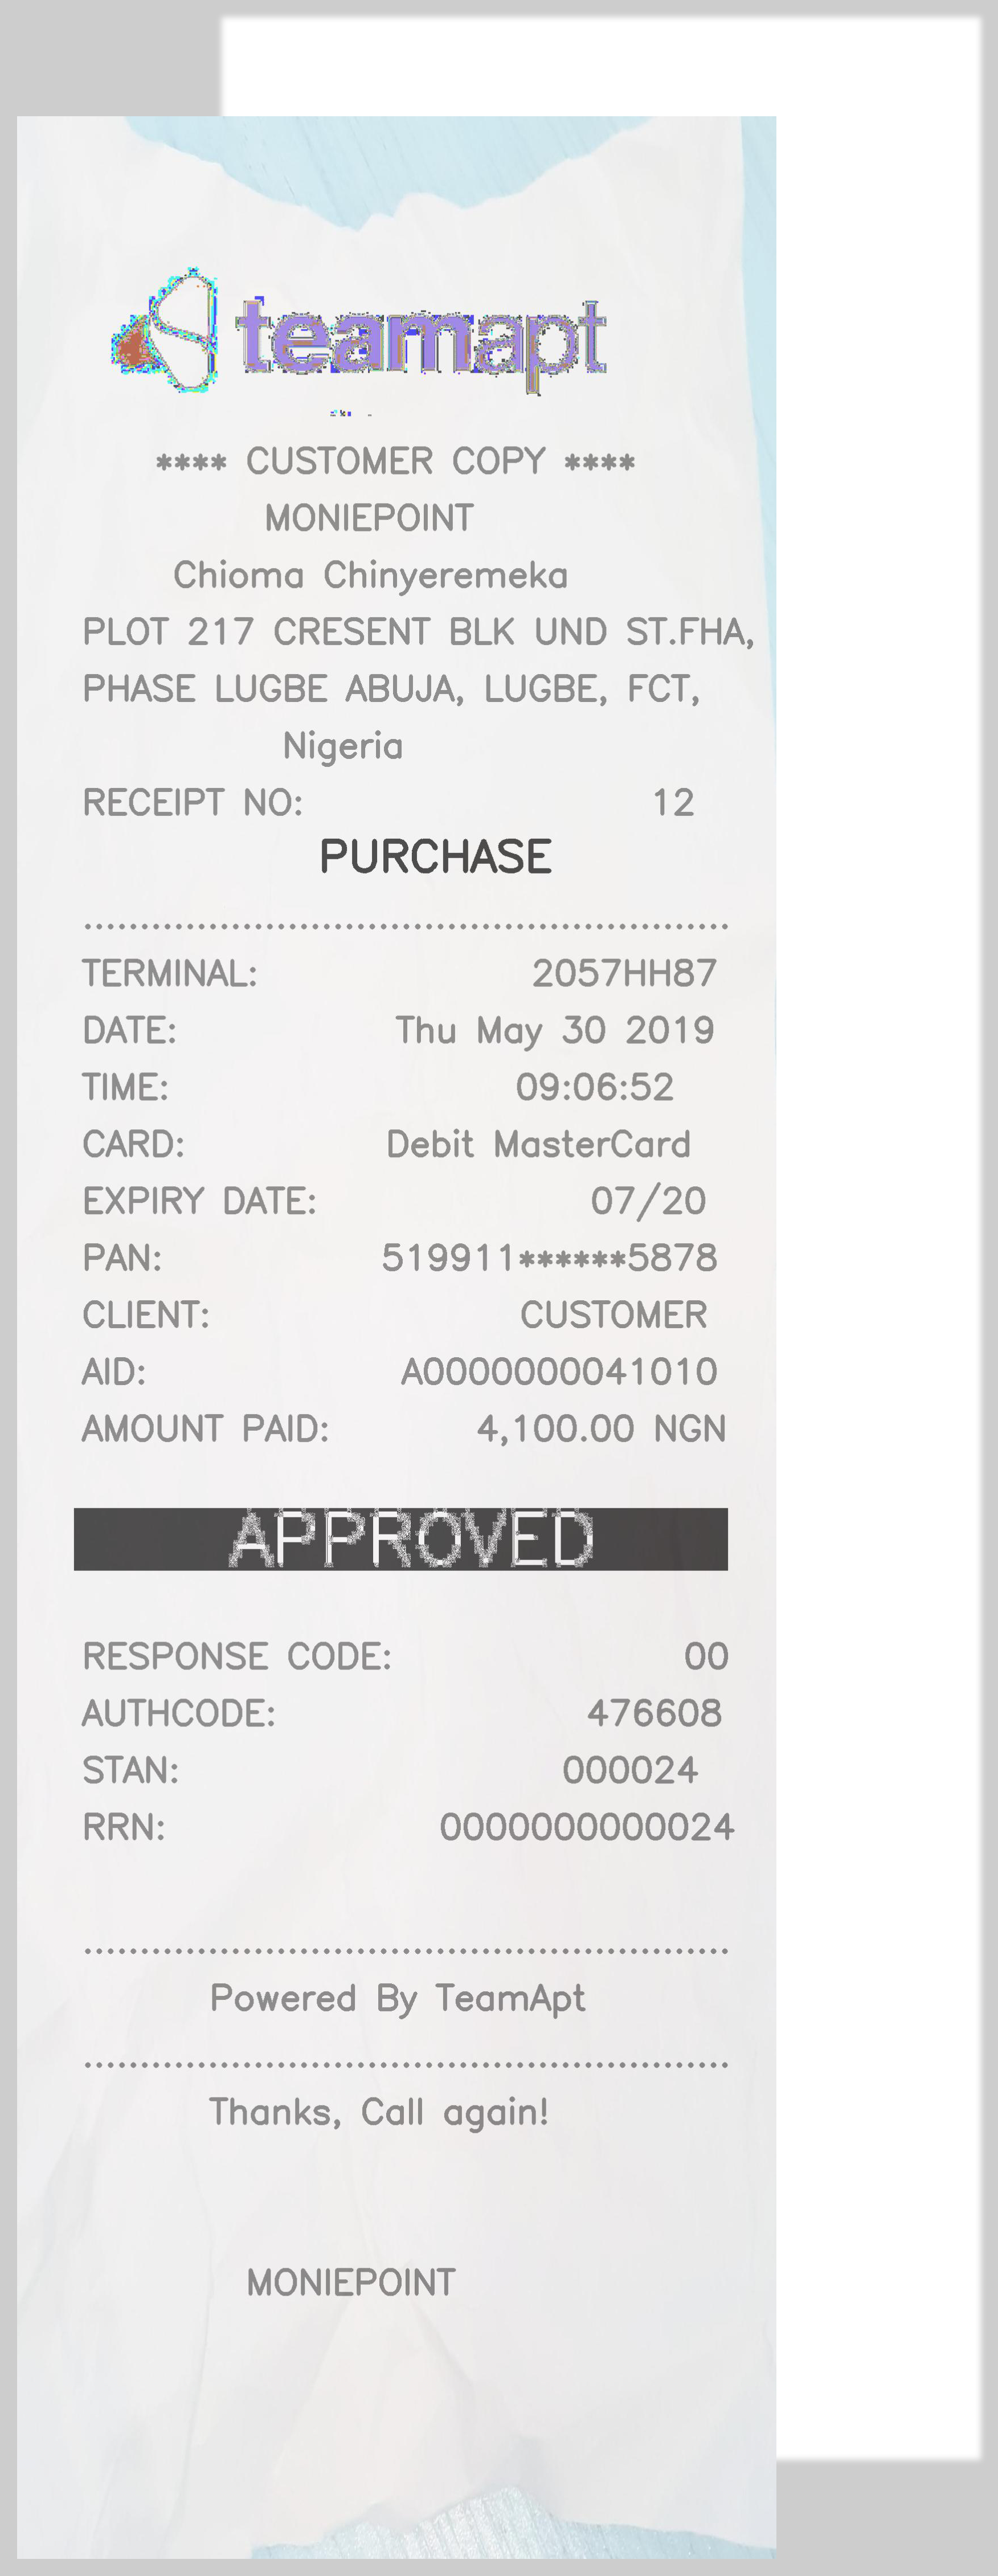 teamapt
**** CUSTOMER COPY ****
MONIEPOINT
Chioma Chinyeremeka
PLOT 217 CRESENT BLK UND ST.FHA,
PHASE LUGBE ABUJA, LUGBE, FCT,
Nigeria
RECEIPT NO: 12
PURCHASE
TERMINAL: 2057HH87
DATE: Thu May 30 2019
TIME: 09:06:52
CARD: Debit MasterCard
EXPIRY DATE: 07/20
PAN: 519911******5878
CLIENT: CUSTOMER
AID: A0000000041010
AMOUNT PAID: 4,100.00 NGN
APPROVED
RESPONSE CODE: 00
AUTHCODE: 476608
STAN: 000024
RRN: 0000000000024
Powered By TeamApt
Thanks, Call again!
MONIEPOINT